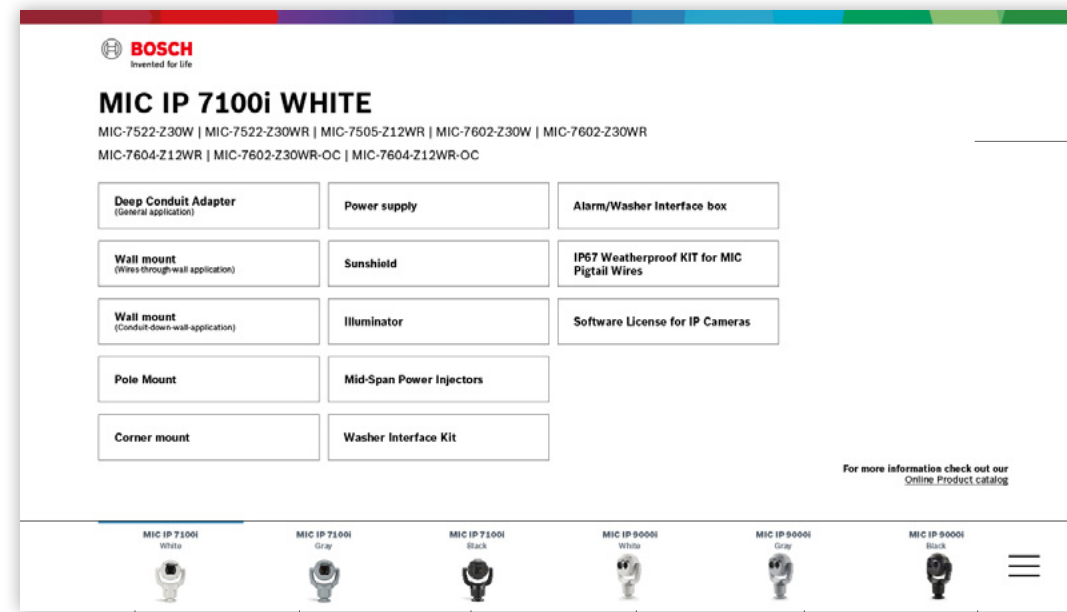 BOSCH
Invented for life
MIC IP 7100i WHITE
MIC-7522-Z30W | MIC-7522-Z30WR | MIC-7505-Z12WR | MIC-7602-Z30W | MIC-7602-Z30WR
MIC-7604-Z12WR | MIC-7602-Z30WR-OC | MIC-7604-Z12WR-OC
Deep Conduit Adapter
(General application)
Power supply
Alarm/Washer Interface box
Wall mount
(Wires-through-wall application)
Sunshield
IP67 Weatherproof KIT for MIC
Pigtail Wires
Wall mount
(Conduit-down-wall-application)
Illuminator
Software License for IP Cameras
Pole Mount
Mid-Span Power Injectors
Corner mount
Washer Interface Kit
For more information check out our
Online Product catalog
MIC IP 7100i
White
MIC IP 7100i
Gray
MIC IP 7100i
Black
MIC IP 9000i
White
MIC IP 9000i
Gray
MIC IP 9000i
Black